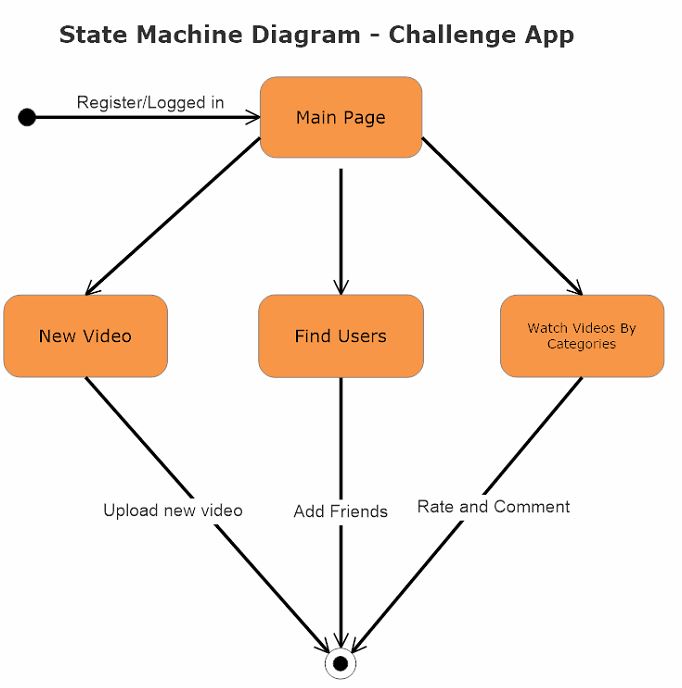 State Machine Diagram - Challenge App
Register/Logged in
Main Page
New Video
Find Users
Watch Videos By
Categories
Upload new video
Add Friends
Rate and Comment